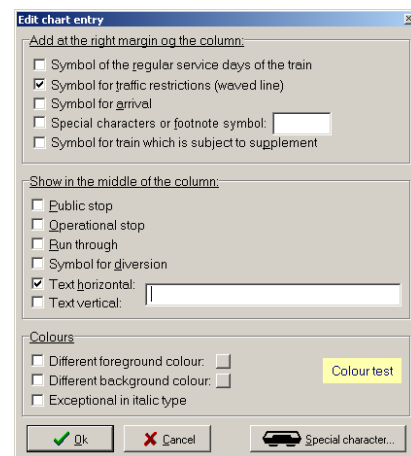 Edit chart entry
Add at the right margin og the column:
Symbol of the regular service days of the train
Symbol for traffic restrictions (waved line)
Symbol for arrival
Special characters or footnote symbol:
Symbol for train which is subject to supplement
Show in the middle of the column:
Public stop
Operational stop
Run through
Symbol for diversion
Text horizontal:
Text vertical:
Colours
Different foreground colour:
Different background colour:
Colour test
Exceptional in italic type
Ok
Cancel
Special character...